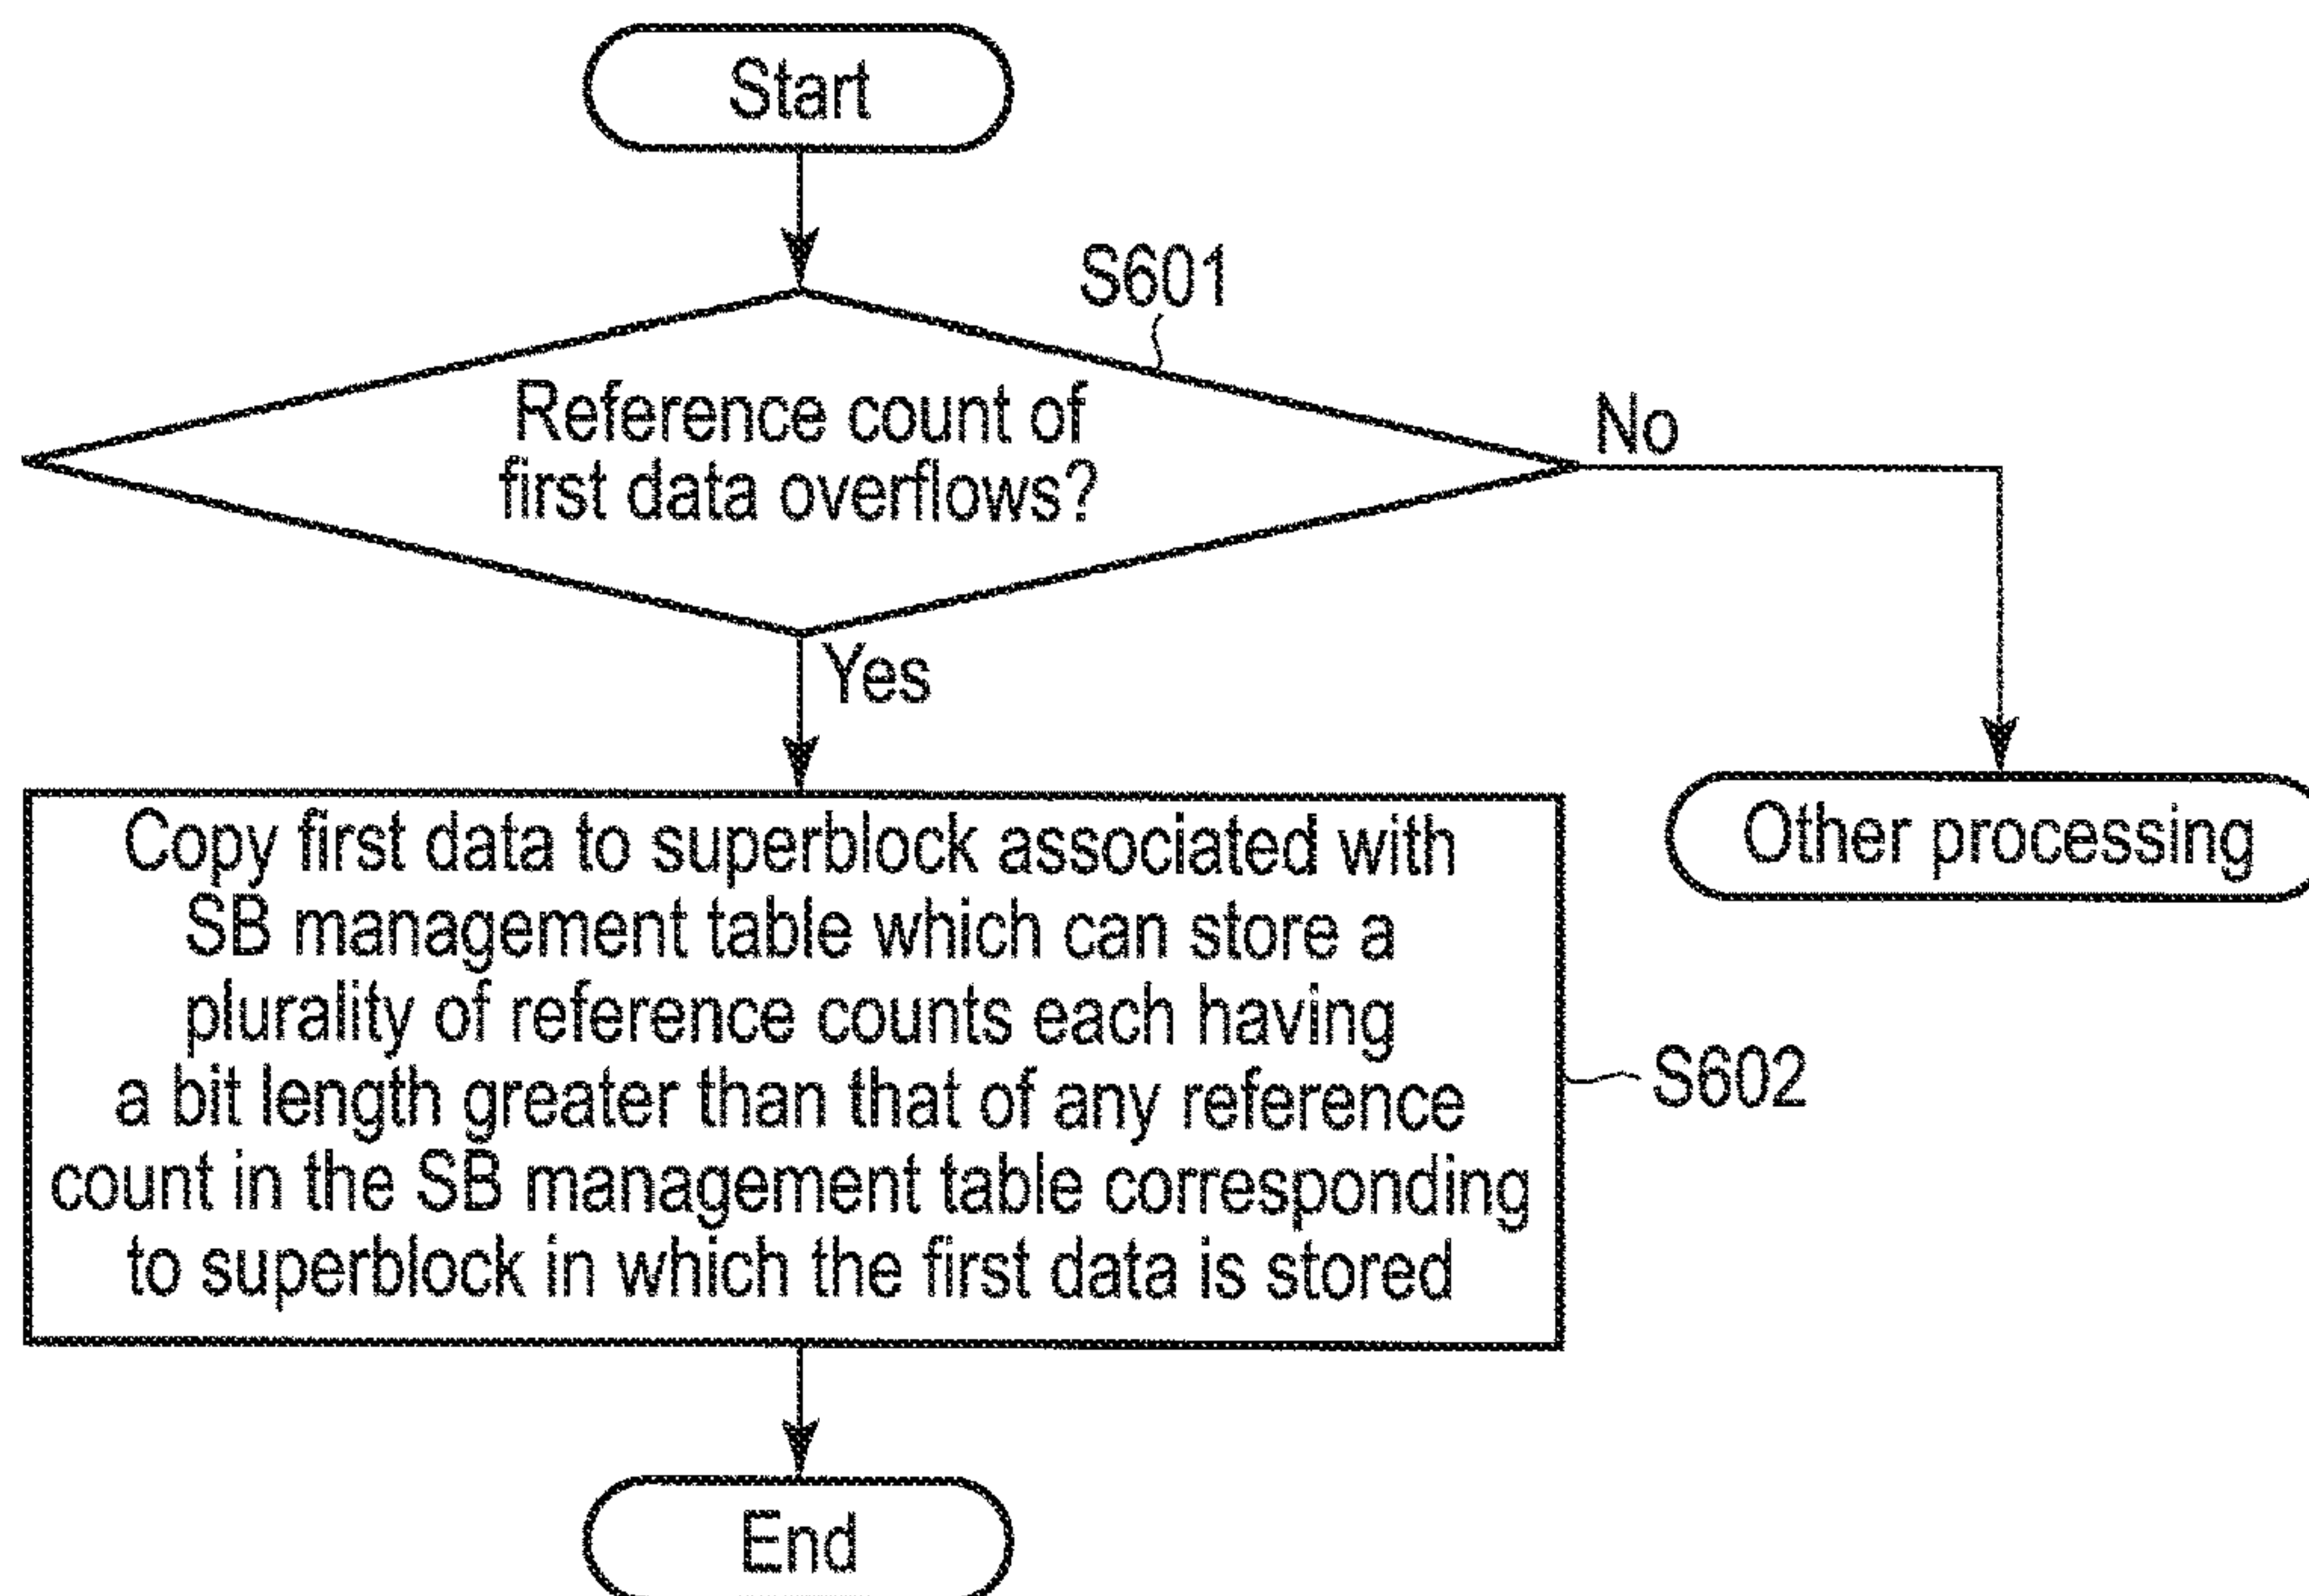 Start
S601
Reference count of
first data overflows?
No
Yes
Other processing
Copy first data to superblock associated with
SB management table which can store a
plurality of reference counts each having
a bit length greater than that of any reference
count in the SB management table corresponding
to superblock in which the first data is stored
S602
End